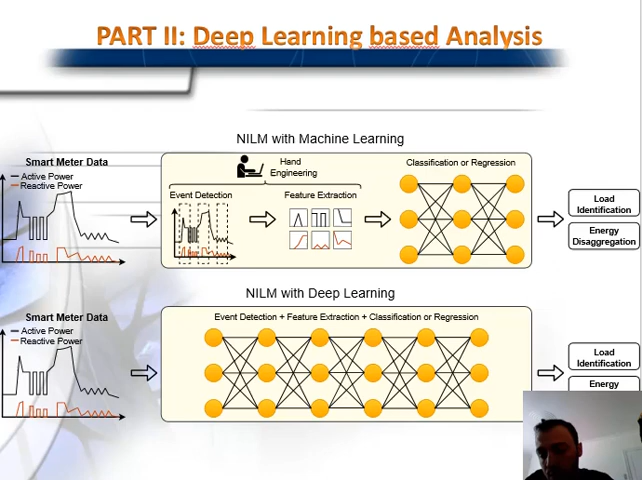 PART II: Deep Learning based Analysis
NILM with Machine Learning
Smart Meter Data
Active Power
Reactive Power
Hand
Engineering
Event Detection
Feature Extraction
Classification or Regression
Load
Identification
Energy
Disaggregation
NILM with Deep Learning
Smart Meter Data
Active Power
Reactive Power
Event Detection + Feature Extraction + Classification or Regression
Load
Identification
Energy